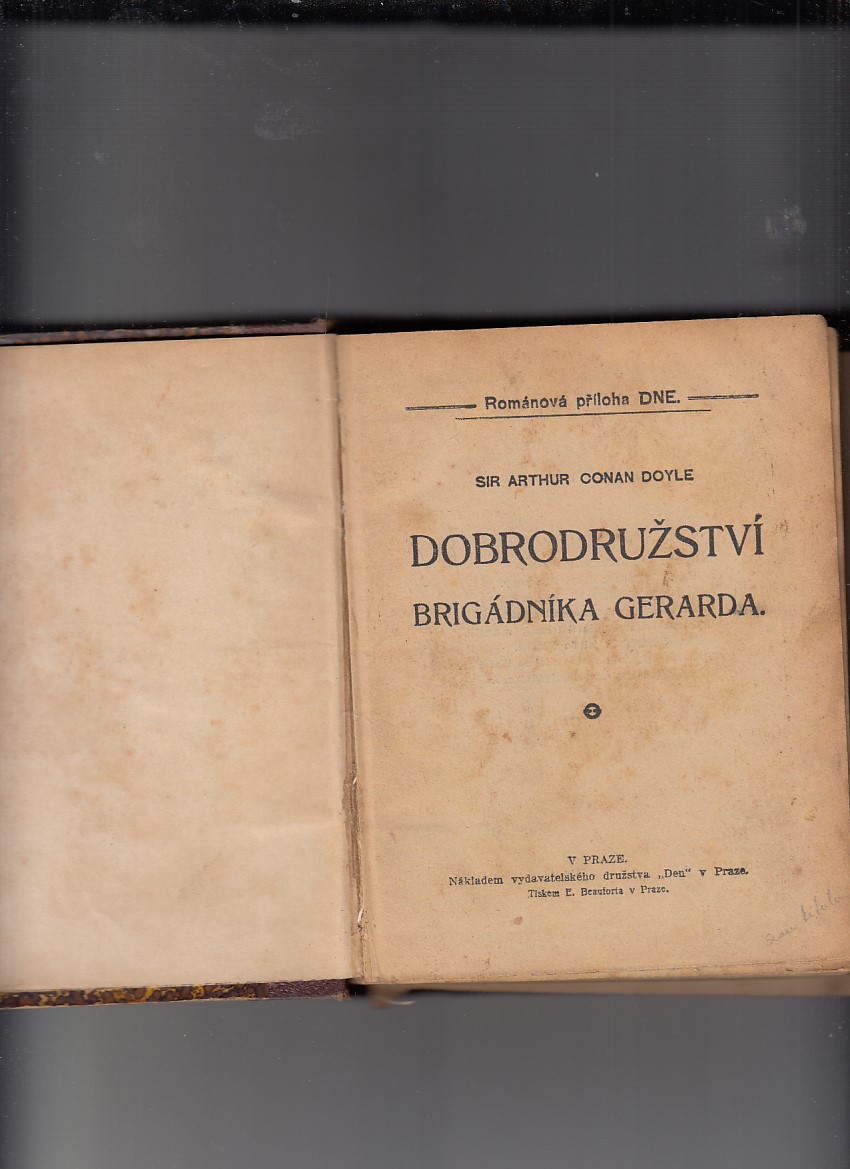 Románová příloha DNE.
SIR ARTHUR CONAN DOYLE
DOBRODRUŽSTVÍ
BRIGÁDNÍKA GERARDA.
V PRAZE.
Nákladem vydavatelského družstva „Den“ v Praze.
Tiskem E. Beauforta v Praze.